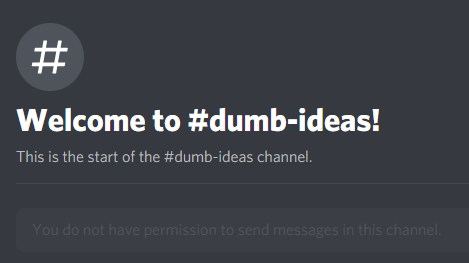 #
Welcome to #dumb-ideas!
This is the start of the #dumb-ideas channel.
You do not have permission to send messages in this channel.